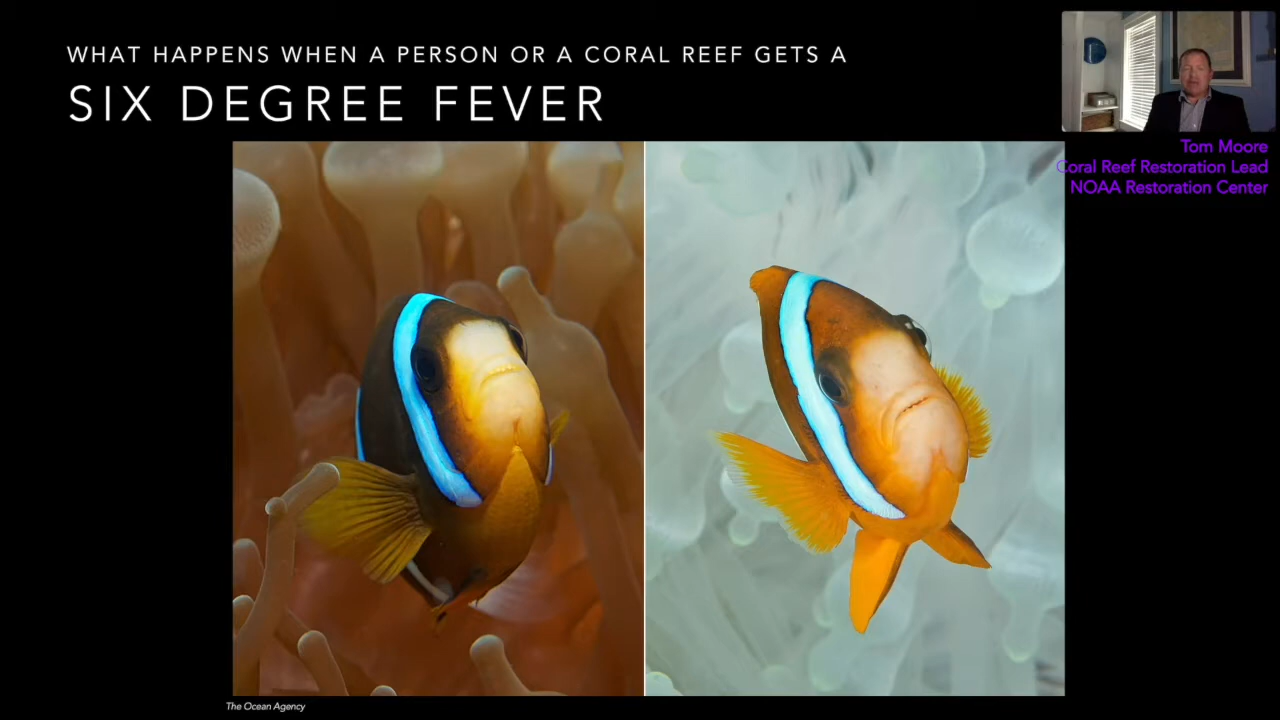 WHAT HAPPENS WHEN A PERSON OR A CORAL REEF GETS A
SIX DEGREE FEVER
Tom Moore
Coral Reef Restoration Lead
NOAA Restoration Center
The Ocean Agency